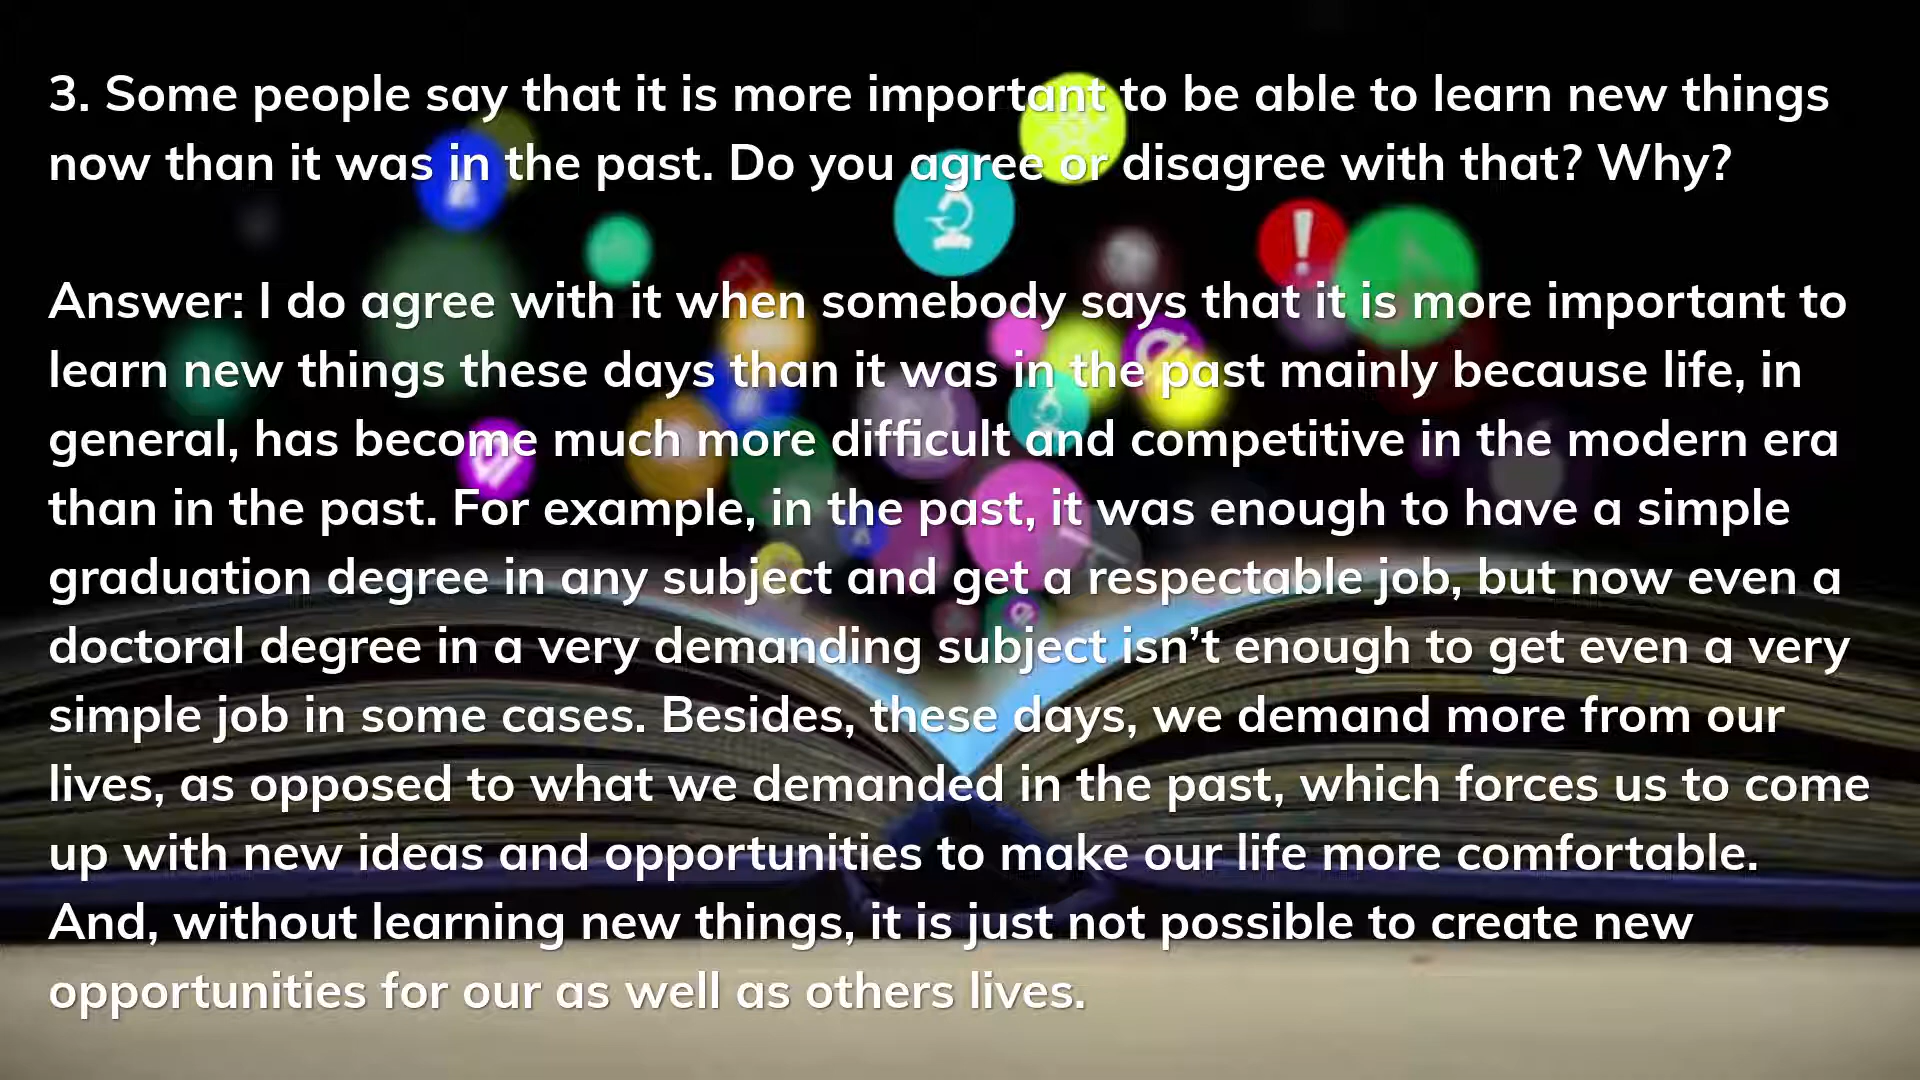 3. Some people say that it is more important to be able to learn new things
now than it was in the past. Do you agree or disagree with that? Why?
Answer: I do agree with it when somebody says that it is more important to
learn new things these days than it was in the past mainly because life, in
general, has become much more difficult and competitive in the modern era
than in the past. For example, in the past, it was enough to have a simple
graduation degree in any subject and get a respectable job, but now even a
doctoral degree in a very demanding subject isn’t enough to get even a very
simple job in some cases. Besides, these days, we demand more from our
lives, as opposed to what we demanded in the past, which forces us to come
up with new ideas and opportunities to make our life more comfortable.
And, without learning new things, it is just not possible to create new
opportunities for our as well as others lives.